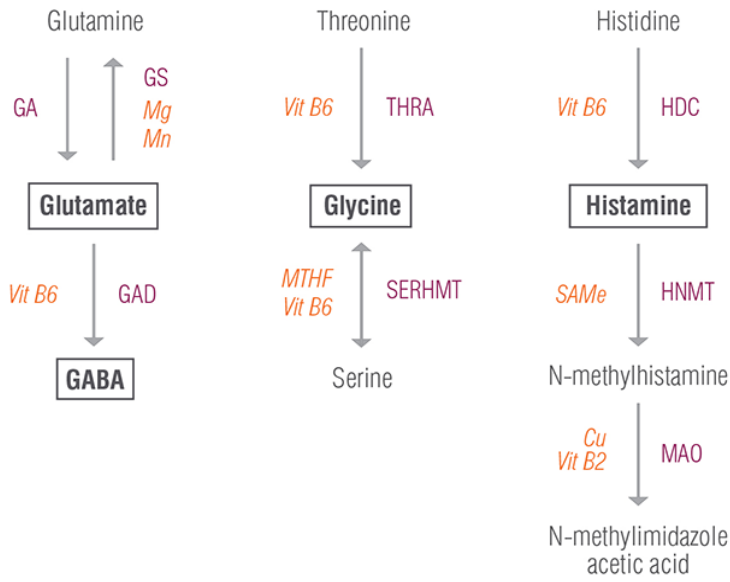 Glutamine
GA
GS
Mg
Mn
Glutamate
Vit B6
GAD
GABA
Threonine
Vit B6
THRA
Glycine
MTHF
Vit B6
SERHMT
Serine
Histidine
Vit B6
HDC
Histamine
SAMe
HNMT
N-methylhistamine
Cu
Vit B2
MAO
N-methylimidazole
acetic acid